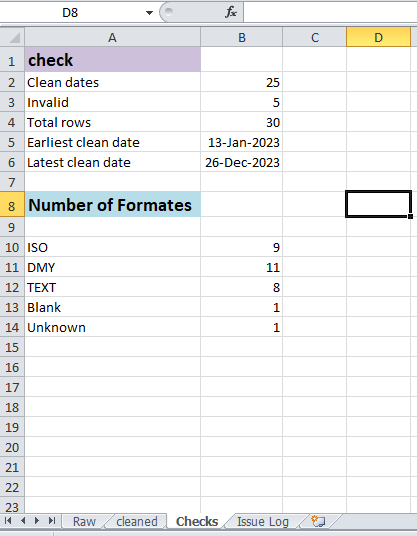 D8 fx
A B C D
1 check
2 Clean dates 25
3 Invalid 5
4 Total rows 30
5 Earliest clean date 13-Jan-2023
6 Latest clean date 26-Dec-2023
7
8 Number of Formates
9
10 ISO 9
11 DMY 11
12 TEXT 8
13 Blank 1
14 Unknown 1
15
16
17
18
19
20
21
22
23
Raw cleaned Checks Issue Log